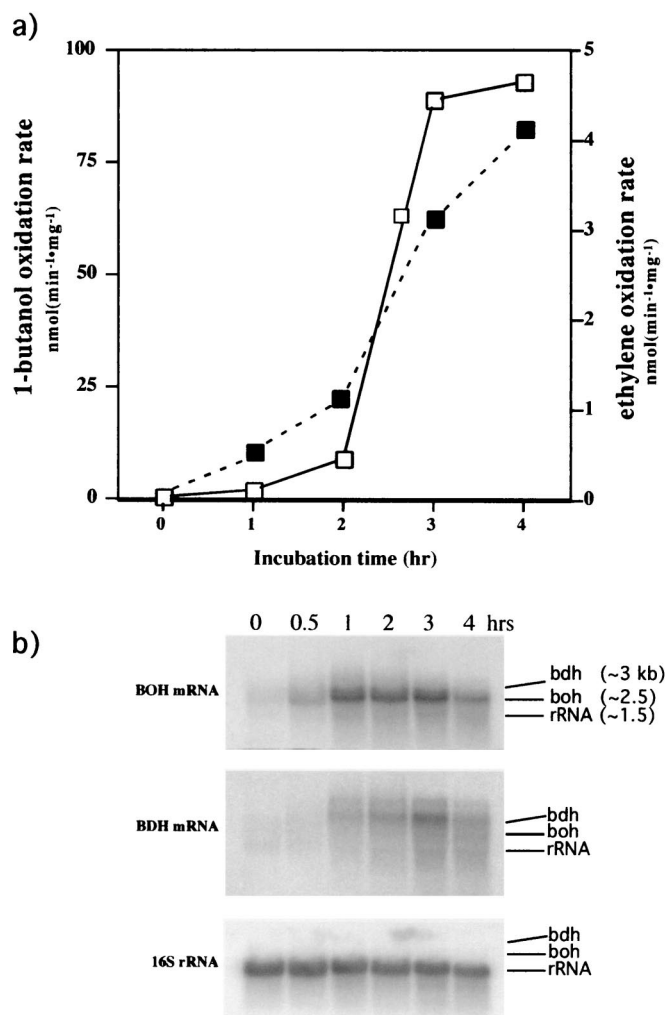 a)
100
75
50
25
0
1-butanol oxidation rate
nmol(min⁻¹•mg⁻¹)
5
4
3
2
1
0
ethylene oxidation rate
nmol(min⁻¹•mg⁻¹)
0 1 2 3 4
Incubation time (hr)
b)
0 0.5 1 2 3 4 hrs
BOH mRNA
bdh (~3 kb)
boh (~2.5)
rRNA (~1.5)
BDH mRNA
bdh
boh
rRNA
16S rRNA
bdh
boh
rRNA